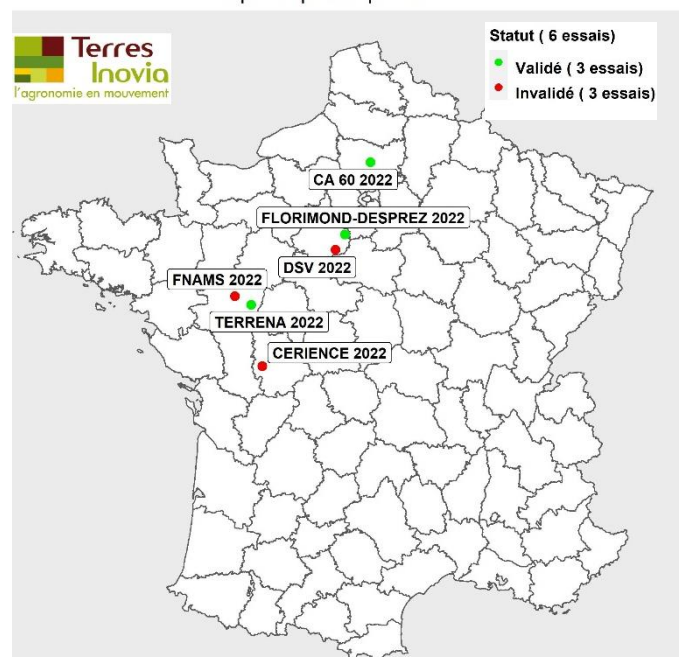 Terres
Inovia
l'agronomie en mouvement
Statut ( 6 essais)
Validé ( 3 essais)
Invalidé ( 3 essais)
CA 60 2022
FLORIMOND-DESPREZ 2022
DSV 2022
FNAMS 2022
TERRENA 2022
CERIENCE 2022